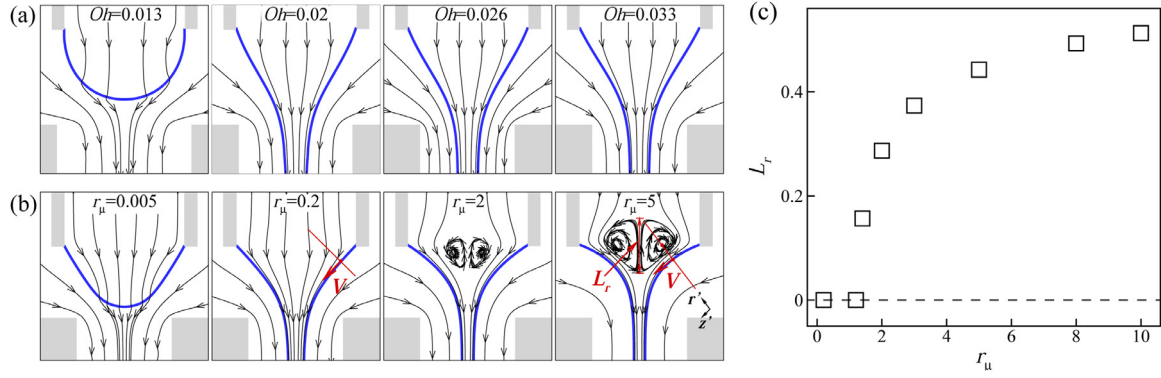 (a)
Oh=0.013
Oh=0.02
Oh=0.026
Oh=0.033
(b)
rμ=0.005
rμ=0.2
rμ=2
rμ=5
V
Lr
V
r'
z'
(c)
Lr
0.4
0.2
0
0 2 4 6 8 10
rμ